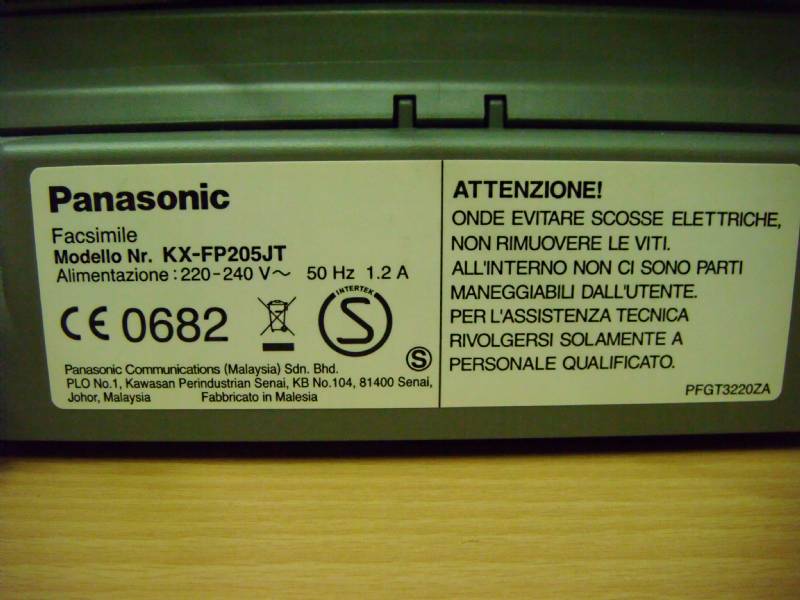 Panasonic
Facsimile
Modello Nr. KX-FP205JT
Alimentazione : 220-240 V~ 50 Hz 1.2 A
CE 0682
INTERTEK
S
S
Panasonic Communications (Malaysia) Sdn. Bhd.
PLO No.1, Kawasan Perindustrian Senai, KB No.104, 81400 Senai,
Johor, Malaysia Fabbricato in Malesia
ATTENZIONE!
ONDE EVITARE SCOSSE ELETTRICHE,
NON RIMUOVERE LE VITI.
ALL'INTERNO NON CI SONO PARTI
MANEGGIABILI DALL'UTENTE.
PER L'ASSISTENZA TECNICA
RIVOLGERSI SOLAMENTE A
PERSONALE QUALIFICATO.
PFGT3220ZA